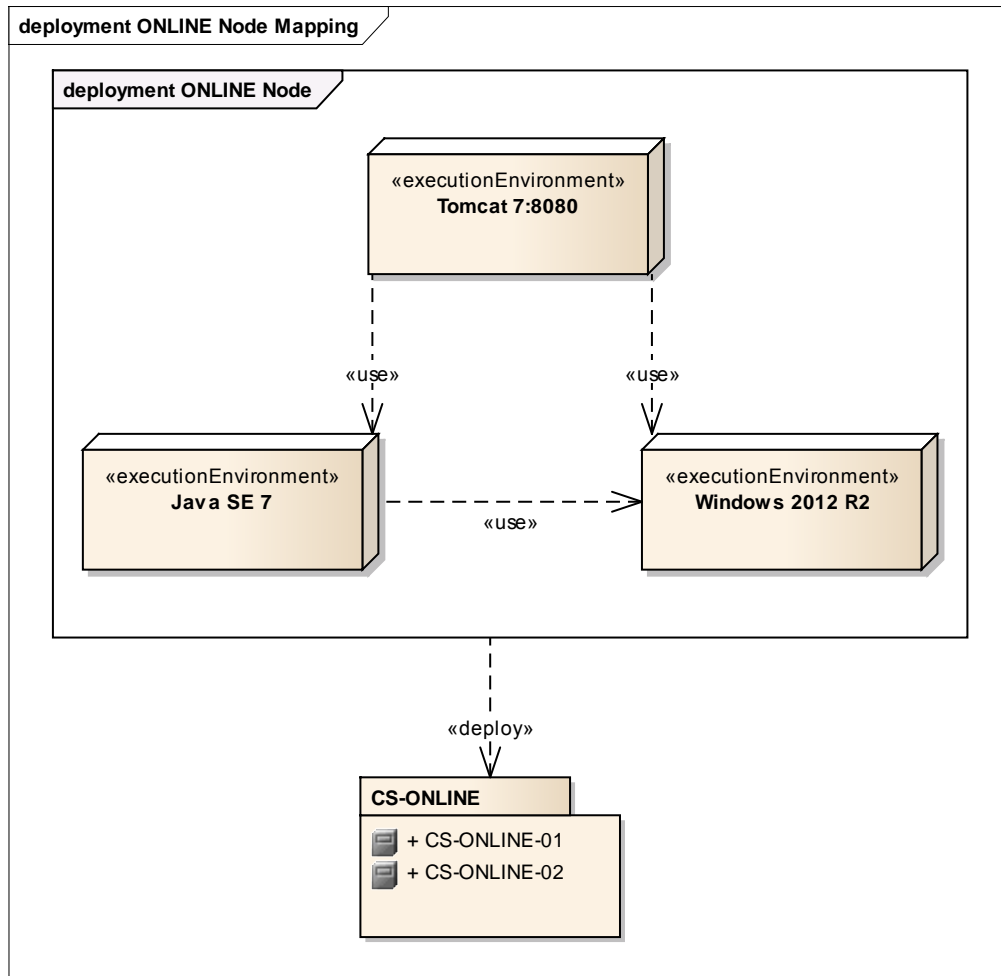 deployment ONLINE Node Mapping
deployment ONLINE Node
«executionEnvironment»
Tomcat 7:8080
«use»
«use»
«executionEnvironment»
Java SE 7
«executionEnvironment»
Windows 2012 R2
«use»
«deploy»
CS-ONLINE
+ CS-ONLINE-01
+ CS-ONLINE-02